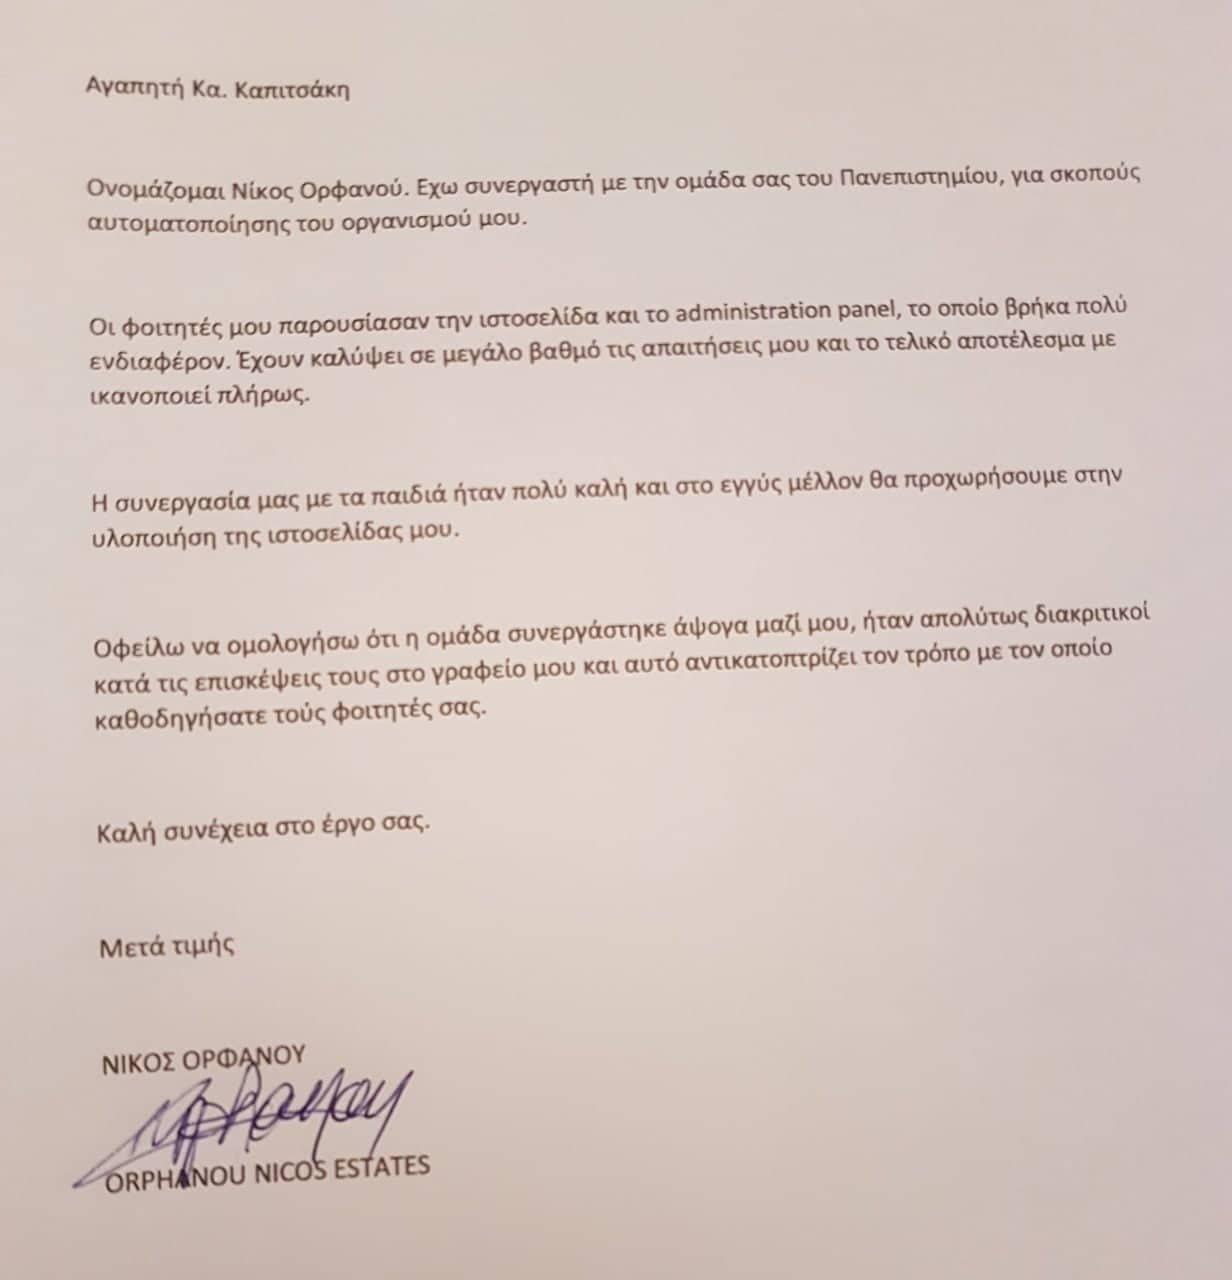 Αγαπητή Κα. Καπιτσάκη
Ονομάζομαι Νίκος Ορφανού. Εχω συνεργαστή με την ομάδα σας του Πανεπιστημίου, για σκοπούς
αυτοματοποίησης του οργανισμού μου.
Οι φοιτητές μου παρουσίασαν την ιστοσελίδα και το administration panel, το οποίο βρήκα πολύ
ενδιαφέρον. Έχουν καλύψει σε μεγάλο βαθμό τις απαιτήσεις μου και το τελικό αποτέλεσμα με
ικανοποιεί πλήρως.
Η συνεργασία μας με τα παιδιά ήταν πολύ καλή και στο εγγύς μέλλον θα προχωρήσουμε στην
υλοποιήση της ιστοσελίδας μου.
Οφείλω να ομολογήσω ότι η ομάδα συνεργάστηκε άψογα μαζί μου, ήταν απολύτως διακριτικοί
κατά τις επισκέψεις τους στο γραφείο μου και αυτό αντικατοπτρίζει τον τρόπο με τον οποίο
καθοδηγήσατε τούς φοιτητές σας.
Καλή συνέχεια στο έργο σας.
Μετά τιμής
ΝΙΚΟΣ ΟΡΦΑΝΟΥ
ORPHANOU NICOS ESTATES